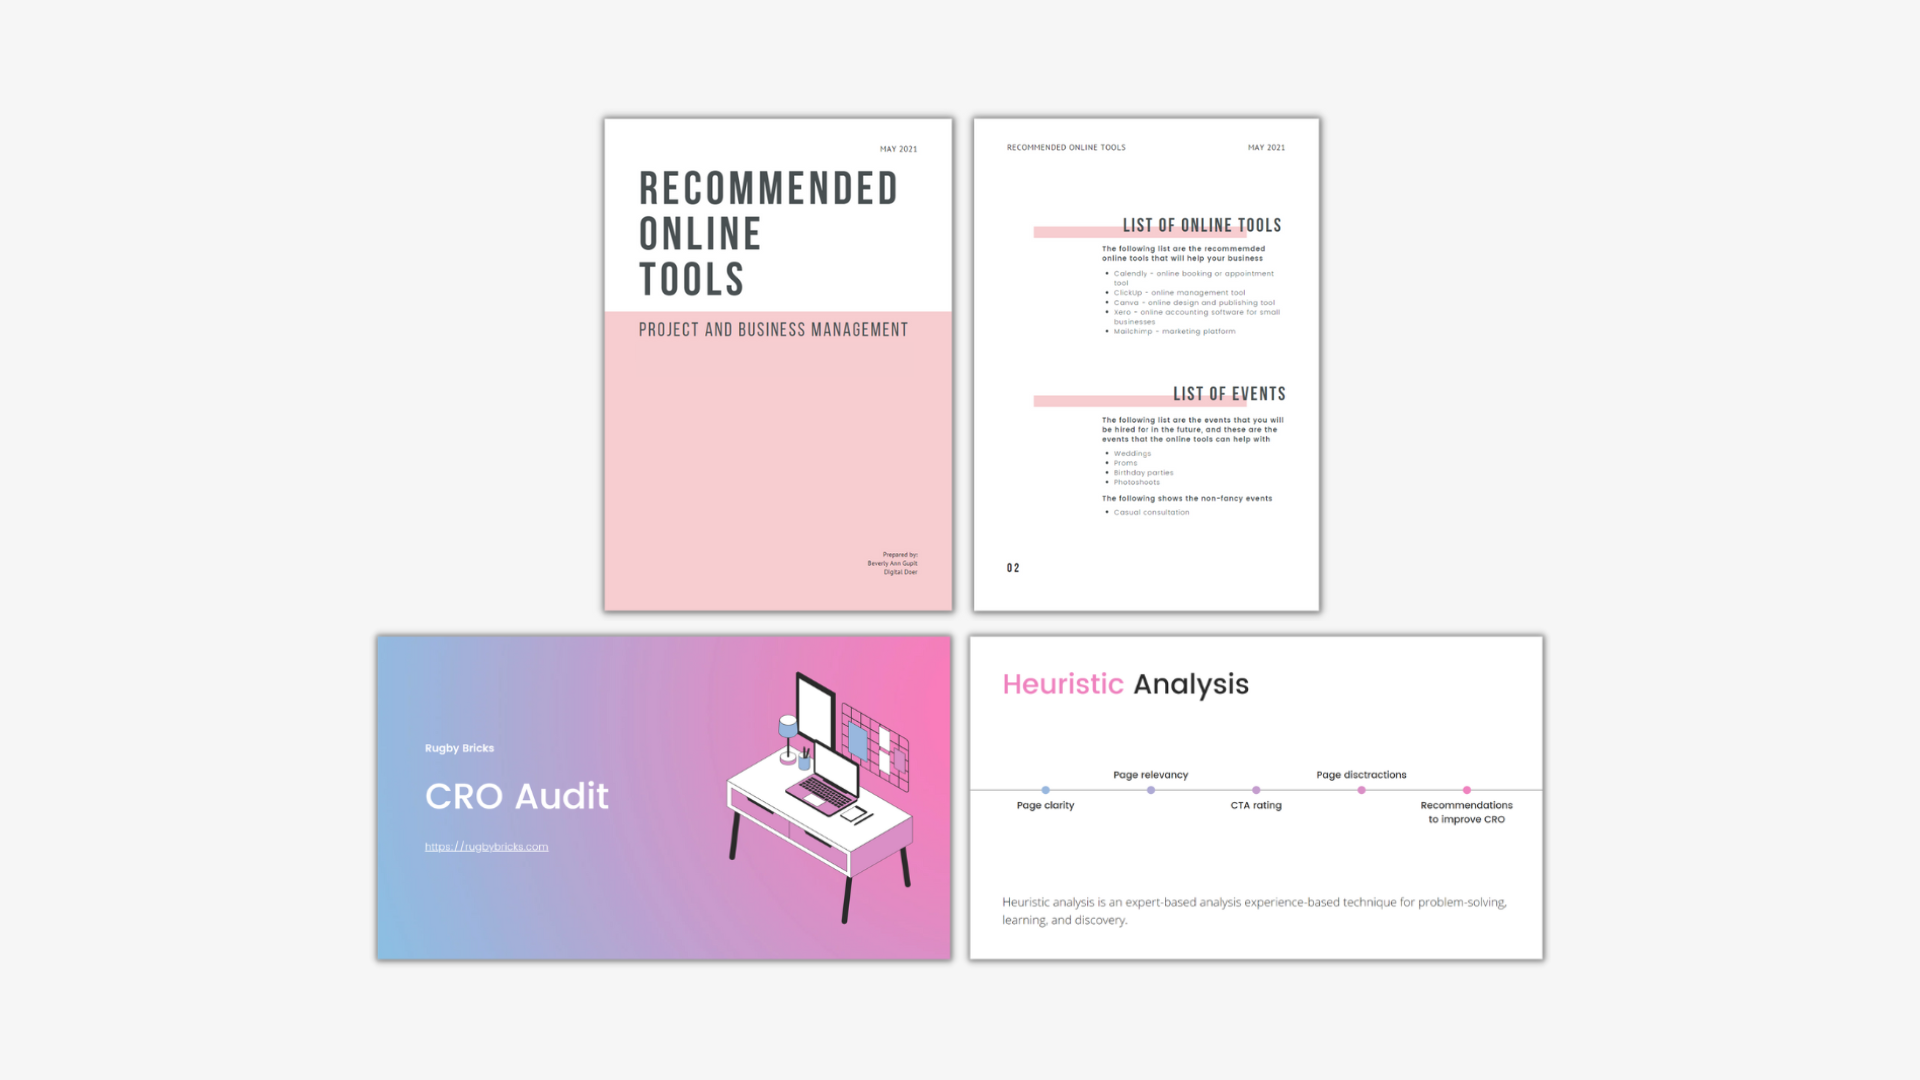 MAY 2021
RECOMMENDED
ONLINE
TOOLS
PROJECT AND BUSINESS MANAGEMENT
Prepared by:
Beverly Ann Gupit
Digital Doer
RECOMMENDED ONLINE TOOLS
MAY 2021
LIST OF ONLINE TOOLS
The following list are the recommemded
online tools that will help your business
• Calendly - online booking or appointment
tool
• ClickUp - online management tool
• Canva - online design and publishing tool
• Xero - online accounting software for small
businesses
• Mailchimp - marketing platform
LIST OF EVENTS
The following list are the events that you will
be hired for in the future, and these are the
events that the online tools can help with
• Weddings
• Proms
• Birthday parties
• Photoshoots
The following shows the non-fancy events
• Casual consultation
02
Rugby Bricks
CRO Audit
https://rugbybricks.com
Heuristic Analysis
Page relevancy
Page disctractions
Page clarity
CTA rating
Recommendations
to improve CRO
Heuristic analysis is an expert-based analysis experience-based technique for problem-solving,
learning, and discovery.